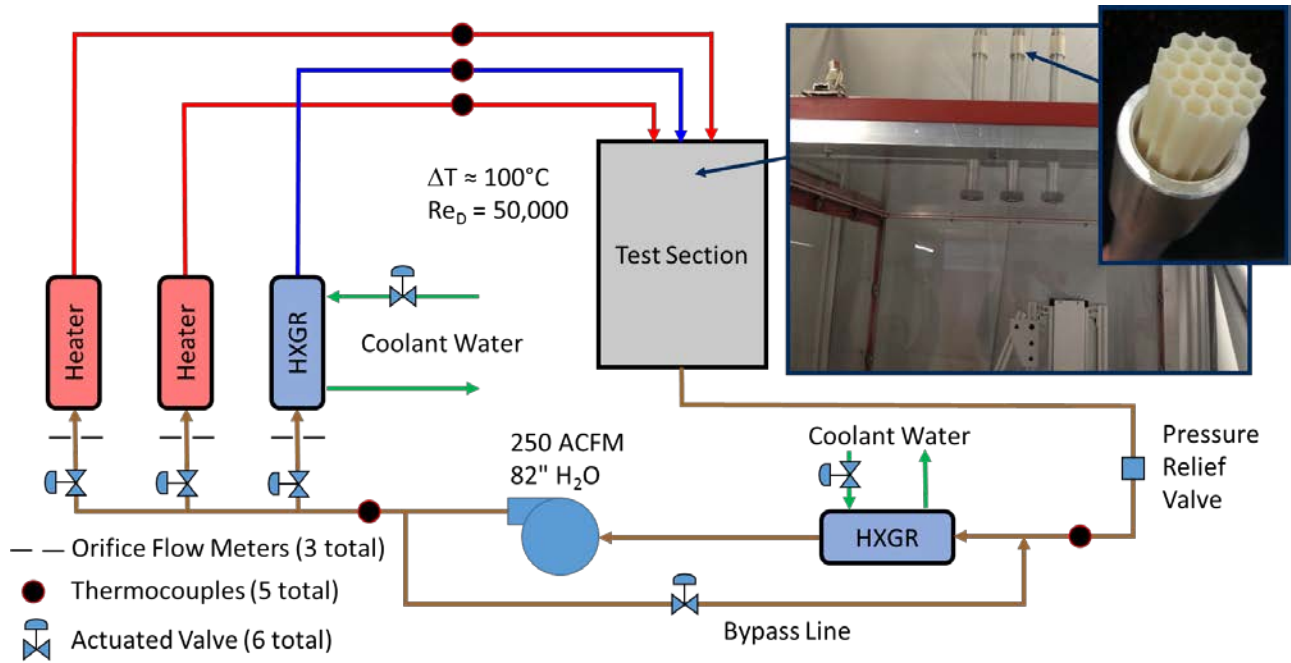 ΔT ≈ 100°C
Re_D = 50,000
Test Section
Heater
Heater
HXGR
Coolant Water
250 ACFM
82" H₂O
Coolant Water
HXGR
Pressure
Relief
Valve
Bypass Line
Orifice Flow Meters (3 total)
Thermocouples (5 total)
Actuated Valve (6 total)